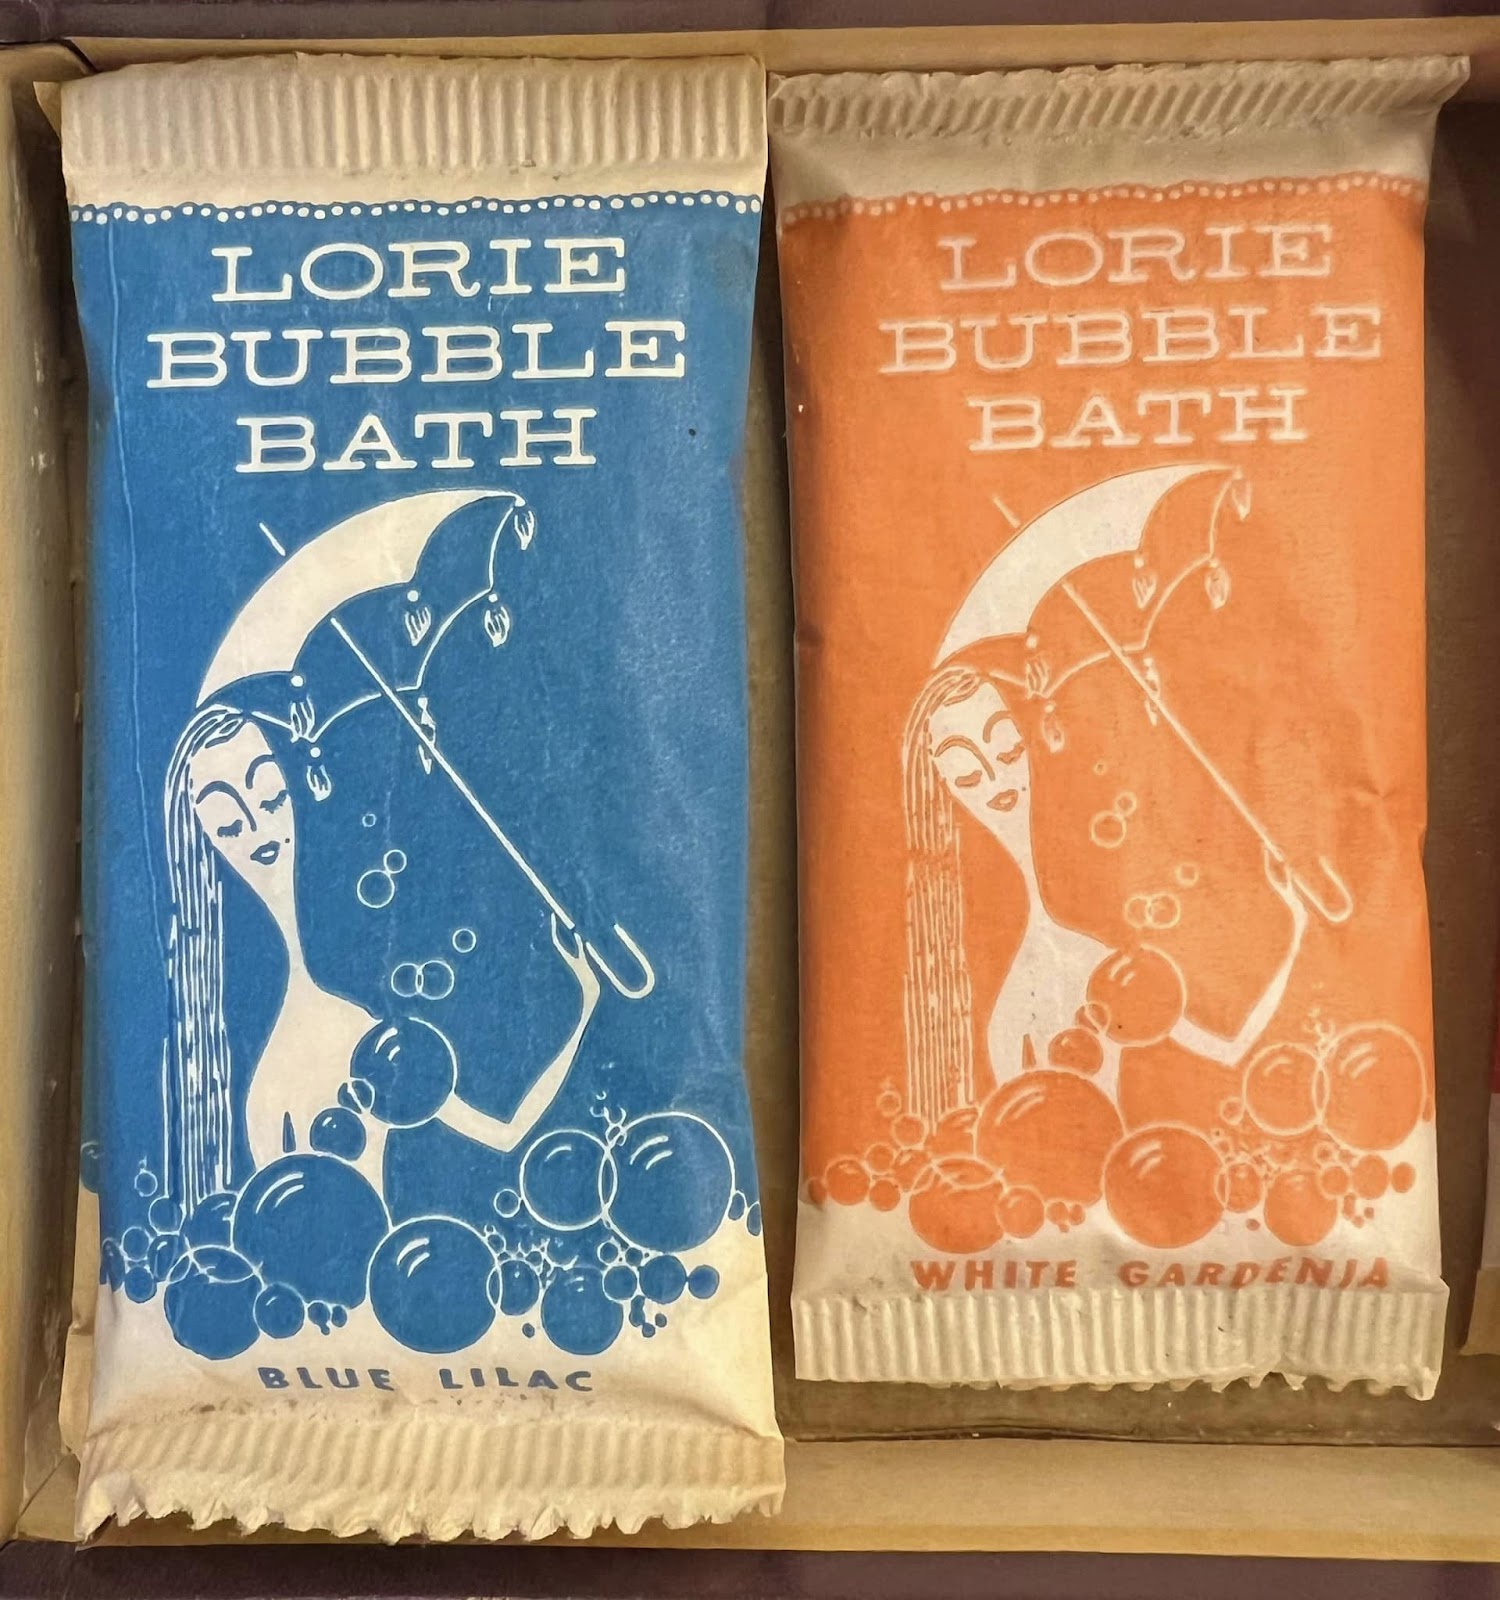 LORIE
BUBBLE
BATH
BLUE LILAC
LORIE
BUBBLE
BATH
WHITE GARDENIA